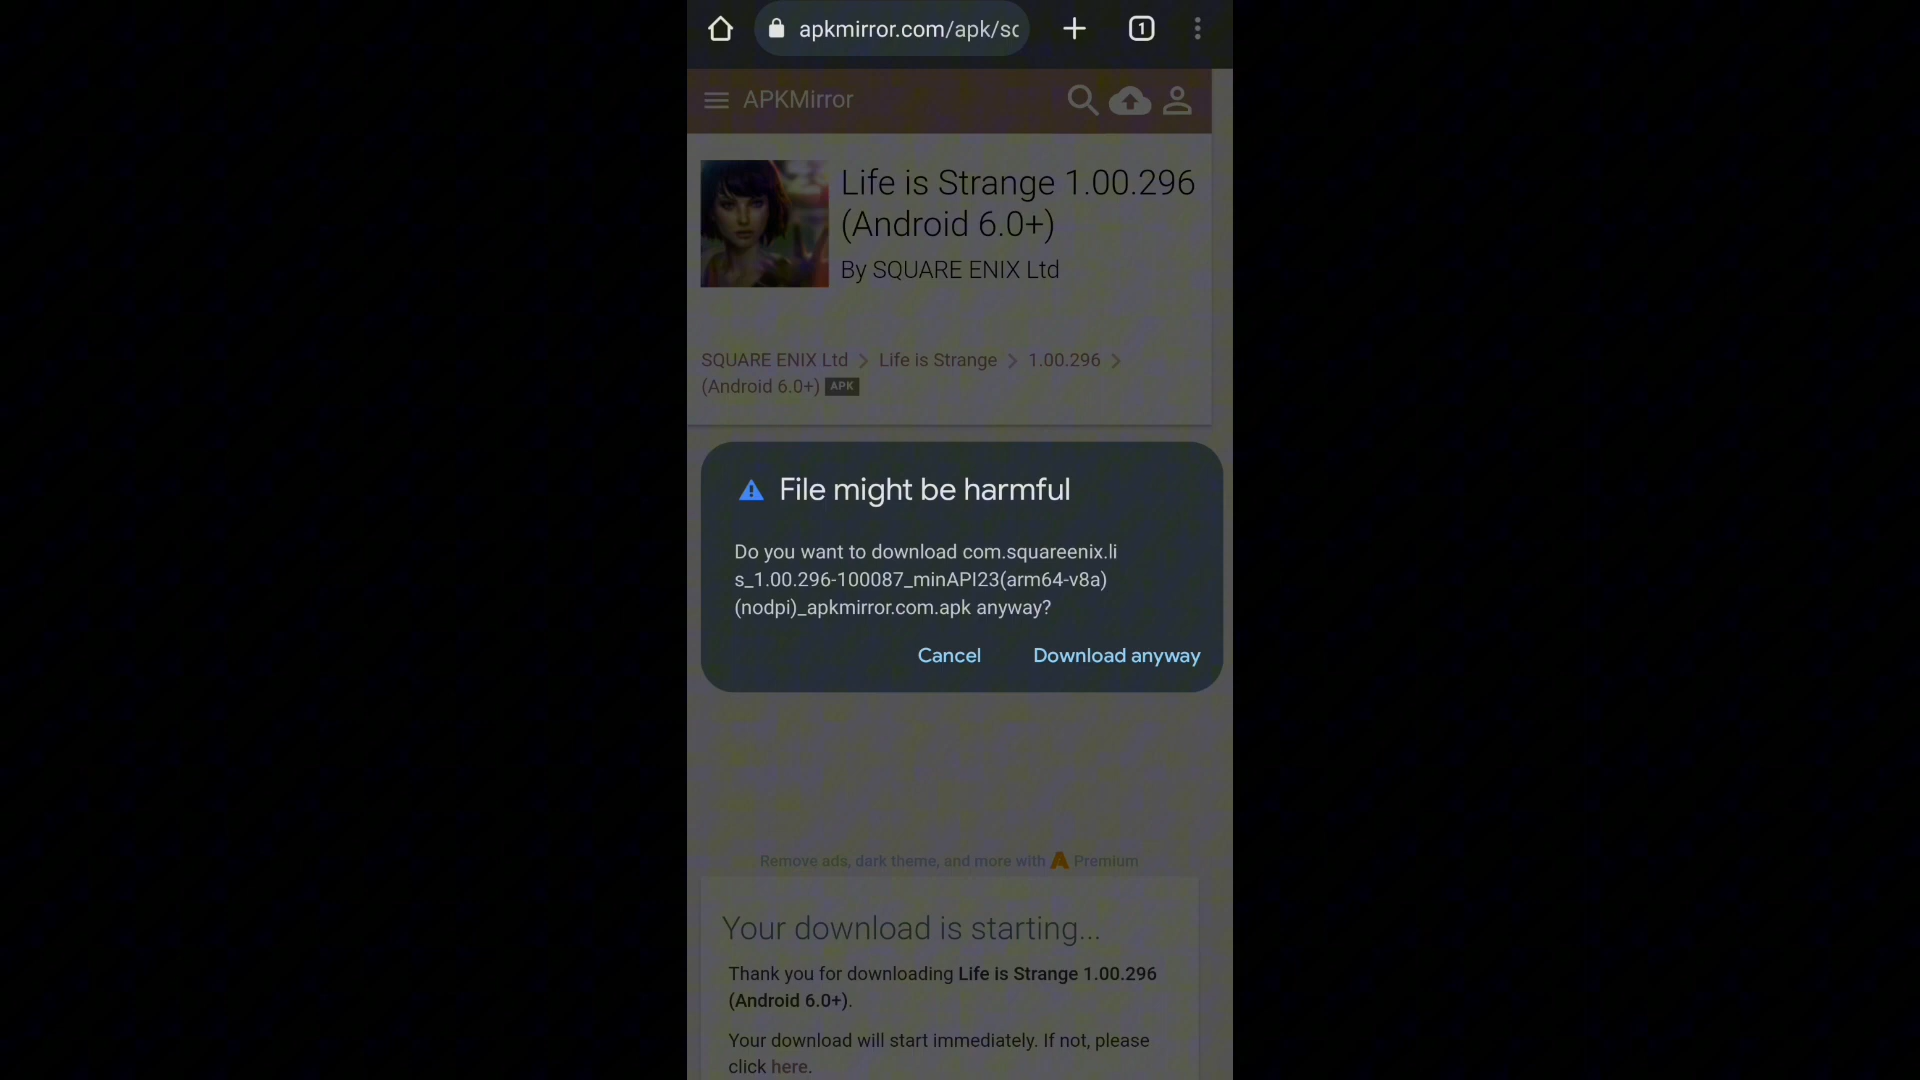 apkmirror.com/apk/sc
1
APKMirror
Life is Strange 1.00.296
(Android 6.0+)
By SQUARE ENIX Ltd
SQUARE ENIX Ltd > Life is Strange > 1.00.296 >
(Android 6.0+) APK
File might be harmful
Do you want to download com.squareenix.li
s_1.00.296-100087_minAPI23(arm64-v8a)
(nodpi)_apkmirror.com.apk anyway?
Cancel Download anyway
Remove ads, dark theme, and more with Premium
Your download is starting...
Thank you for downloading Life is Strange 1.00.296
(Android 6.0+).
Your download will start immediately. If not, please
click here.